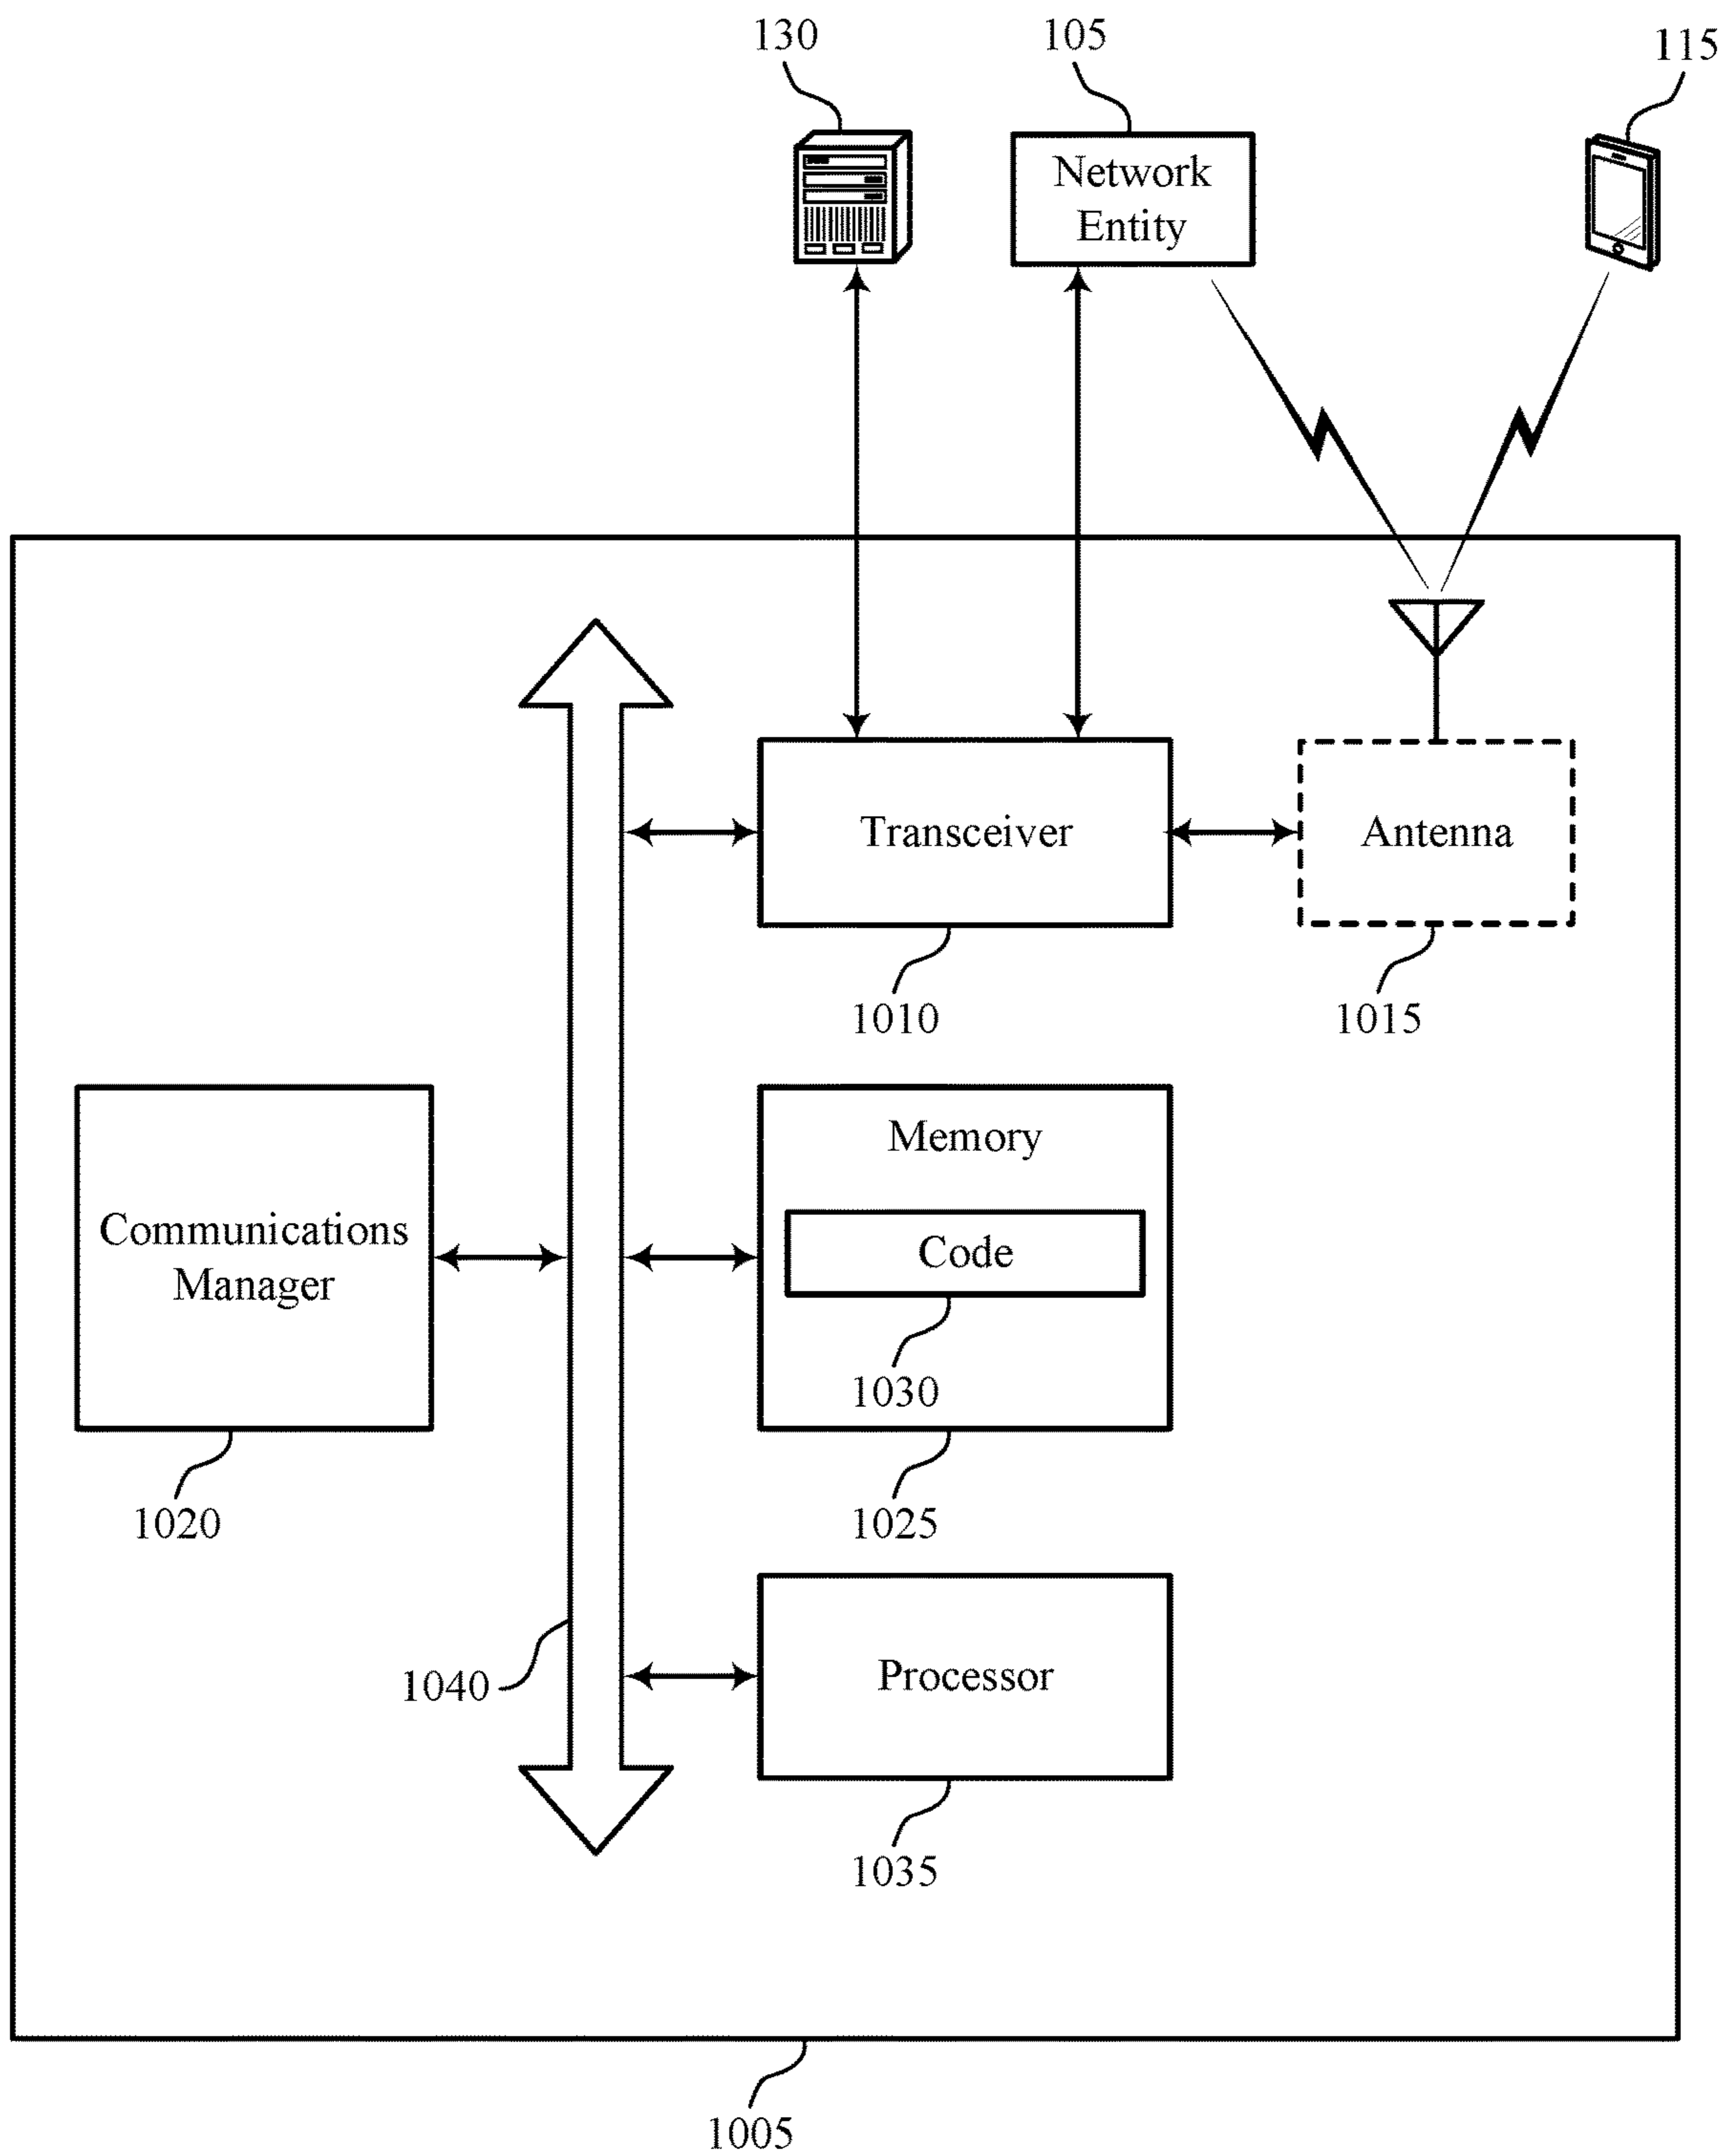 130
105
115
Network
Entity
Transceiver
Antenna
1010
1015
Memory
Communications
Manager
Code
1030
1020
1025
1040
Processor
1035
1005